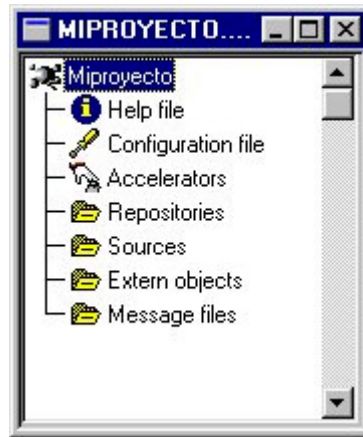 MIPROYECTO....
Miproyecto
Help file
Configuration file
Accelerators
Repositories
Sources
Extern objects
Message files